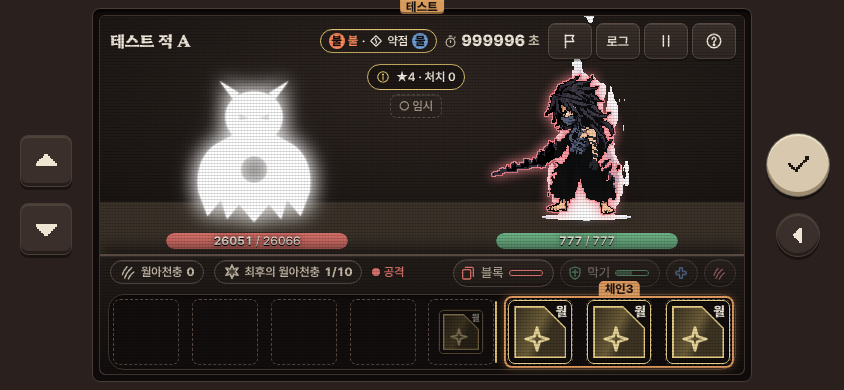 테스트
테스트 적 A
불 불 · 약점 물
999996 초
로그
★4 · 처치 0
임시
26051 / 26066
777 / 777
월아천충 0
최후의 월아천충 1/10
공격
블록
막기
체인3
월
월
월
월